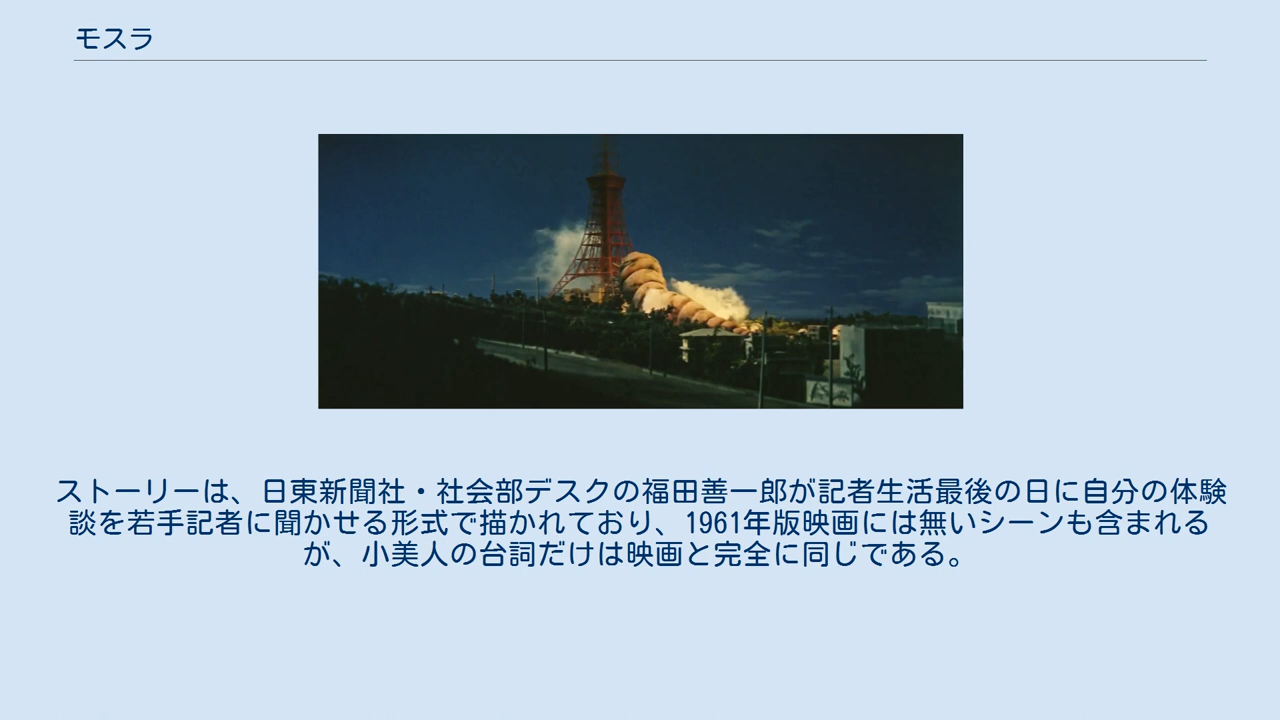 モスラ
ストーリーは、日東新聞社・社会部デスクの福田善一郎が記者生活最後の日に自分の体験
談を若手記者に聞かせる形式で描かれており、1961年版映画には無いシーンも含まれる
が、小美人の台詞だけは映画と完全に同じである。